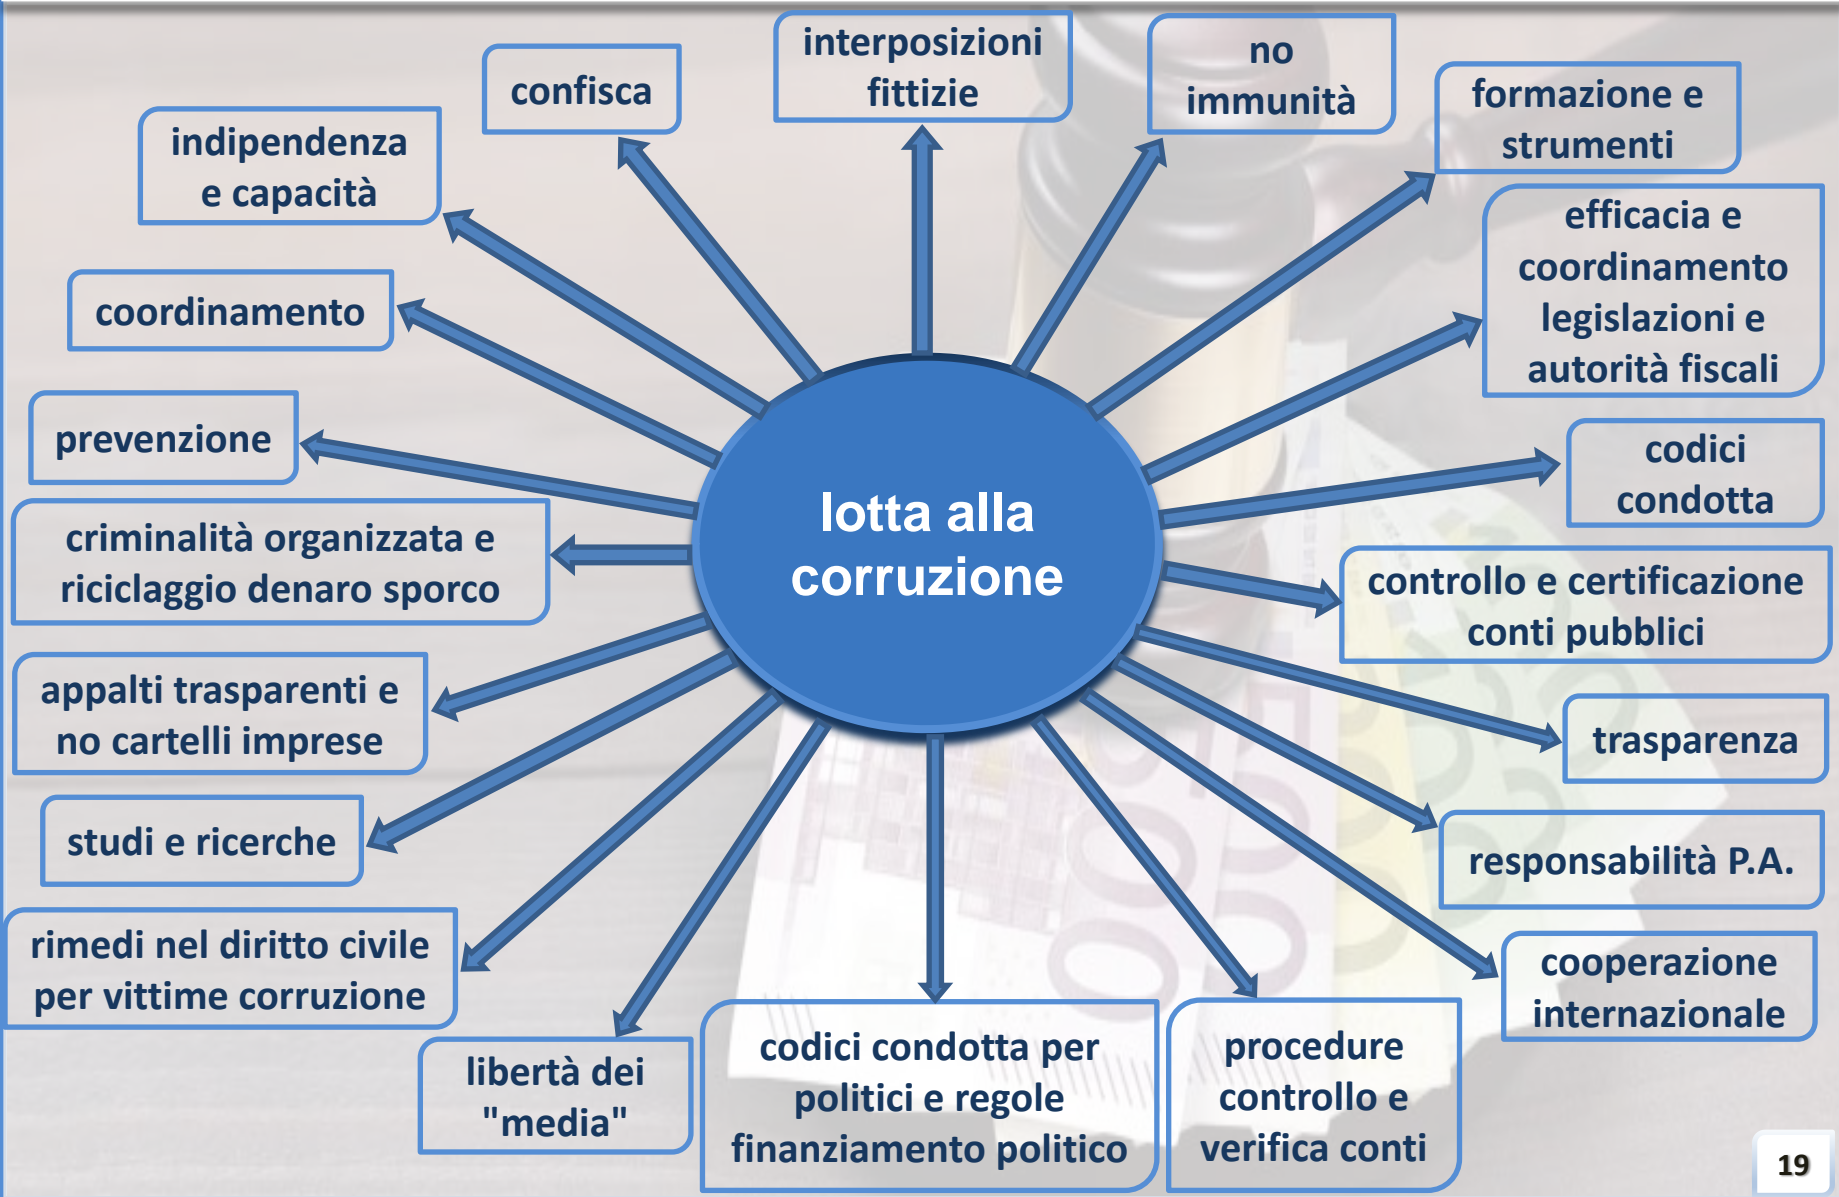 interposizioni
fittizie
no
immunità
confisca
formazione e
strumenti
indipendenza
e capacità
efficacia e
coordinamento
legislazioni e
autorità fiscali
coordinamento
prevenzione
codici
condotta
lotta alla
corruzione
criminalità organizzata e
riciclaggio denaro sporco
controllo e certificazione
conti pubblici
appalti trasparenti e
no cartelli imprese
trasparenza
studi e ricerche
responsabilità P.A.
rimedi nel diritto civile
per vittime corruzione
cooperazione
internazionale
libertà dei
"media"
codici condotta per
politici e regole
finanziamento politico
procedure
controllo e
verifica conti
19